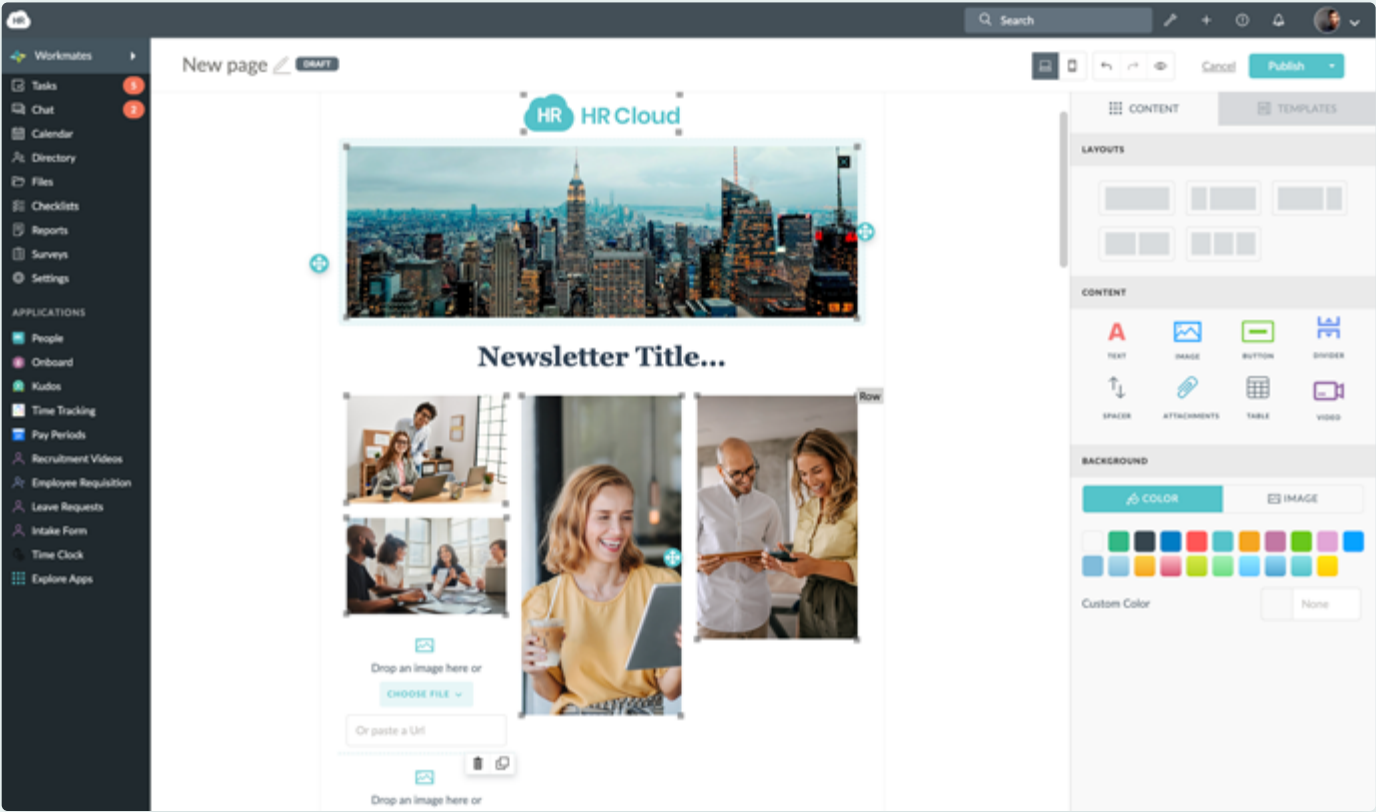 HR
Search
Workmates
Tasks 5
Chat 2
Calendar
Directory
Files
Checklists
Reports
Surveys
Settings
APPLICATIONS
People
Onboard
Kudos
Time Tracking
Pay Periods
Recruitment Videos
Employee Requisition
Leave Requests
Intake Form
Time Clock
Explore Apps
New page DRAFT
Cancel Publish
HR HR Cloud
Newsletter Title...
Row
Drop an image here or
CHOOSE FILE
Or paste a Url
Drop an image here or
CONTENT TEMPLATES
LAYOUTS
CONTENT
TEXT IMAGE BUTTON DIVIDER
SPACER ATTACHMENTS TABLE VIDEO
BACKGROUND
COLOR IMAGE
Custom Color None